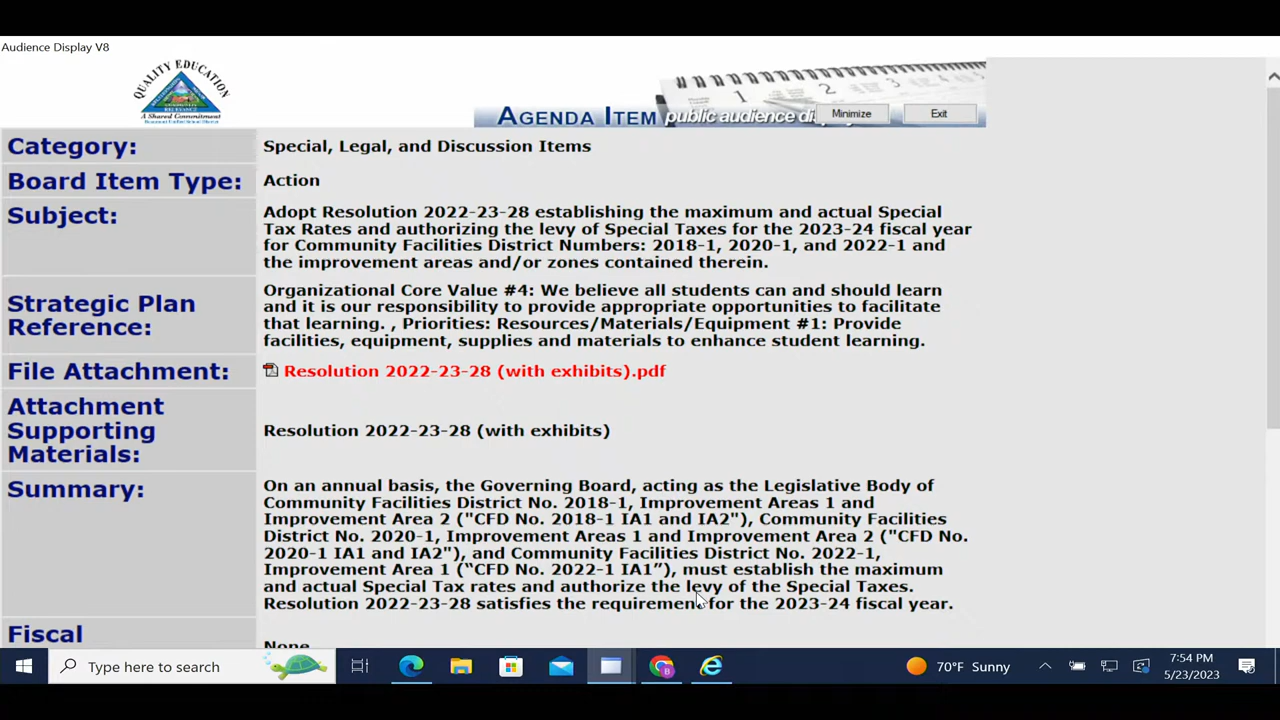 Audience Display V8
QUALITY EDUCATION
A Shared Commitment
AGENDA ITEM public audience
Minimize
Exit
Category:
Special, Legal, and Discussion Items
Board Item Type:
Action
Subject:
Adopt Resolution 2022-23-28 establishing the maximum and actual Special
Tax Rates and authorizing the levy of Special Taxes for the 2023-24 fiscal year
for Community Facilities District Numbers: 2018-1, 2020-1, and 2022-1 and
the improvement areas and/or zones contained therein.
Strategic Plan
Reference:
Organizational Core Value #4: We believe all students can and should learn
and it is our responsibility to provide appropriate opportunities to facilitate
that learning. , Priorities: Resources/Materials/Equipment #1: Provide
facilities, equipment, supplies and materials to enhance student learning.
File Attachment:
Resolution 2022-23-28 (with exhibits).pdf
Attachment
Supporting
Materials:
Resolution 2022-23-28 (with exhibits)
Summary:
On an annual basis, the Governing Board, acting as the Legislative Body of
Community Facilities District No. 2018-1, Improvement Areas 1 and
Improvement Area 2 ("CFD No. 2018-1 IA1 and IA2"), Community Facilities
District No. 2020-1, Improvement Areas 1 and Improvement Area 2 ("CFD No.
2020-1 IA1 and IA2"), and Community Facilities District No. 2022-1,
Improvement Area 1 (“CFD No. 2022-1 IA1”), must establish the maximum
and actual Special Tax rates and authorize the levy of the Special Taxes.
Resolution 2022-23-28 satisfies the requirement for the 2023-24 fiscal year.
Fiscal
None
Type here to search
70°F Sunny
7:54 PM
5/23/2023